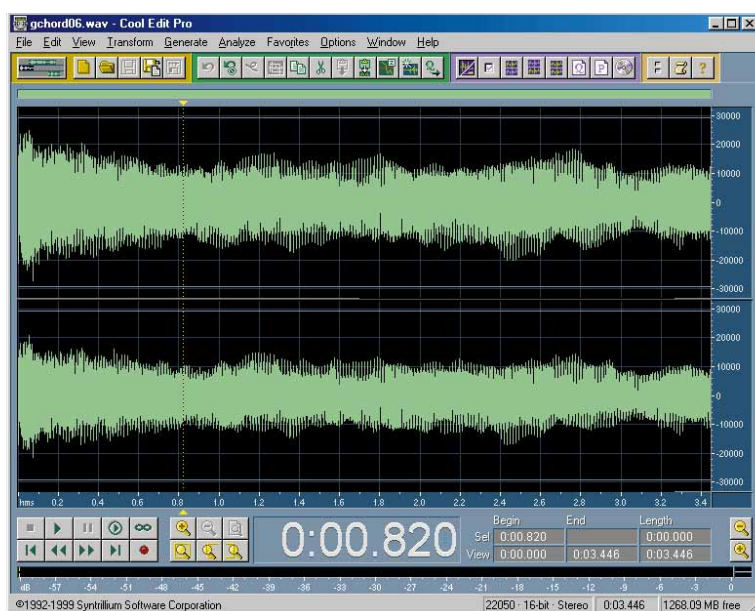 gchord06.wav - Cool Edit Pro
File Edit View Transform Generate Analyze Favorites Options Window Help
F ?
30000
20000
10000
0
-10000
-20000
-30000
30000
20000
10000
0
-10000
-20000
-30000
hms 0.2 0.4 0.6 0.8 1.0 1.2 1.4 1.6 1.8 2.0 2.2 2.4 2.6 2.8 3.0 3.2 3.4
Begin End Length
0:00.820
Sel 0:00.820 0:00.000
View 0:00.000 0:03.446 0:03.446
dB -57 -54 -51 -48 -45 -42 -39 -36 -33 -30 -27 -24 -21 -18 -15 -12 -9 -6 -3 0
©1992-1999 Syntrillium Software Corporation 22050 · 16-bit · Stereo 0:03.446 1268.09 MB free